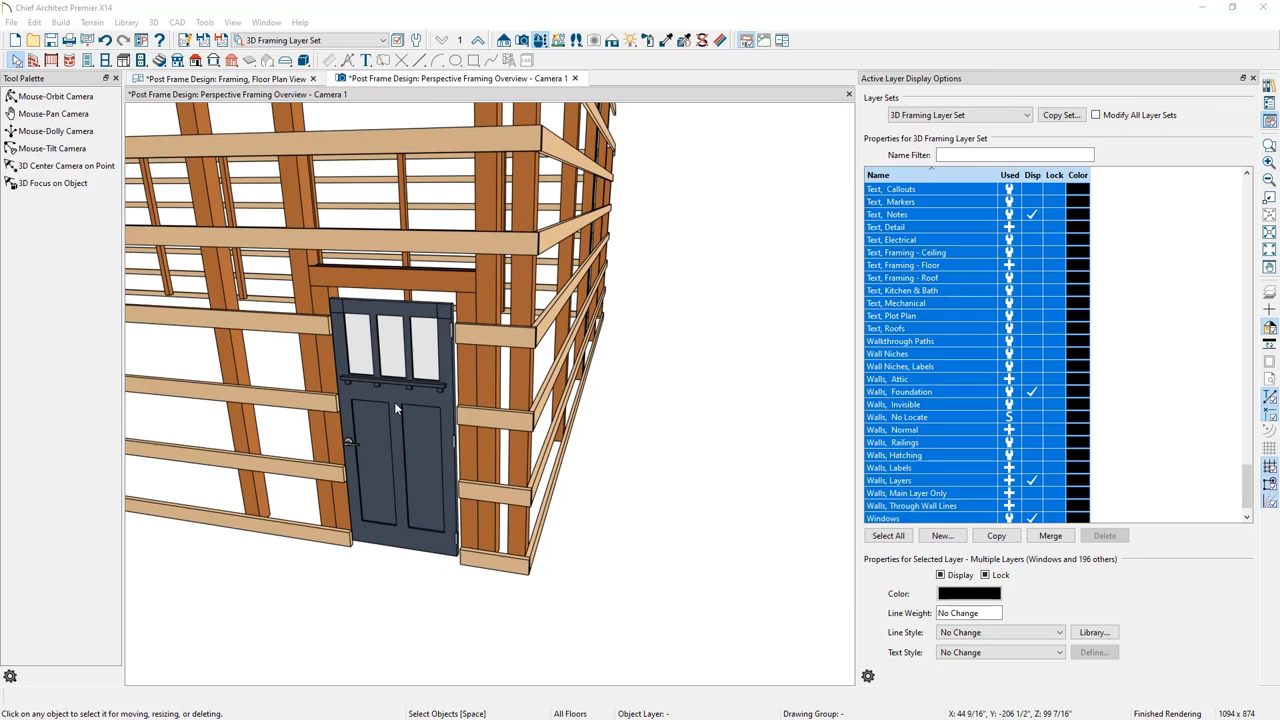 Chief Architect Premier X14
File Edit Build Terrain Library 3D CAD Tools View Window Help
3D Framing Layer Set
1
Tool Palette
*Post Frame Design: Framing, Floor Plan View
*Post Frame Design: Perspective Framing Overview - Camera 1
Active Layer Display Options
*Post Frame Design: Perspective Framing Overview - Camera 1
Mouse-Orbit Camera
Mouse-Pan Camera
Mouse-Dolly Camera
Mouse-Tilt Camera
3D Center Camera on Point
3D Focus on Object
Layer Sets
3D Framing Layer Set
Copy Set...
Modify All Layer Sets
Properties for 3D Framing Layer Set
Name Filter:
Name Used Disp Lock Color
Text, Callouts
Text, Markers
Text, Notes
Text, Detail
Text, Electrical
Text, Framing - Ceiling
Text, Framing - Floor
Text, Framing - Roof
Text, Kitchen & Bath
Text, Mechanical
Text, Plot Plan
Text, Roofs
Walkthrough Paths
Wall Niches
Wall Niches, Labels
Walls, Attic
Walls, Foundation
Walls, Invisible
Walls, No Locate S
Walls, Normal
Walls, Railings
Walls, Hatching
Walls, Labels
Walls, Layers
Walls, Main Layer Only
Walls, Through Wall Lines
Windows
Select All New... Copy Merge Delete
Properties for Selected Layer - Multiple Layers (Windows and 196 others)
Display Lock
Color:
Line Weight: No Change
Line Style: No Change Library...
Text Style: No Change Define...
Click on any object to select it for moving, resizing, or deleting. Select Objects [Space] All Floors Object Layer: - Drawing Group: - X: 44 9/16", Y: -206 1/2", Z: 99 7/16" Finished Rendering 1094 x 874